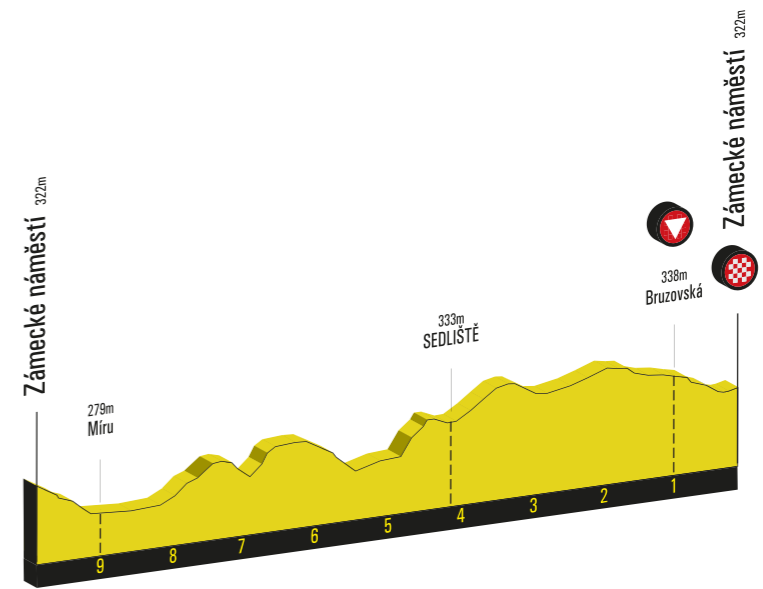 Zámecké náměstí 322m
279m
Míru
333m
SEDLIŠTĚ
338m
Bruzovská
Zámecké náměstí 322m
9 8 7 6 5 4 3 2 1